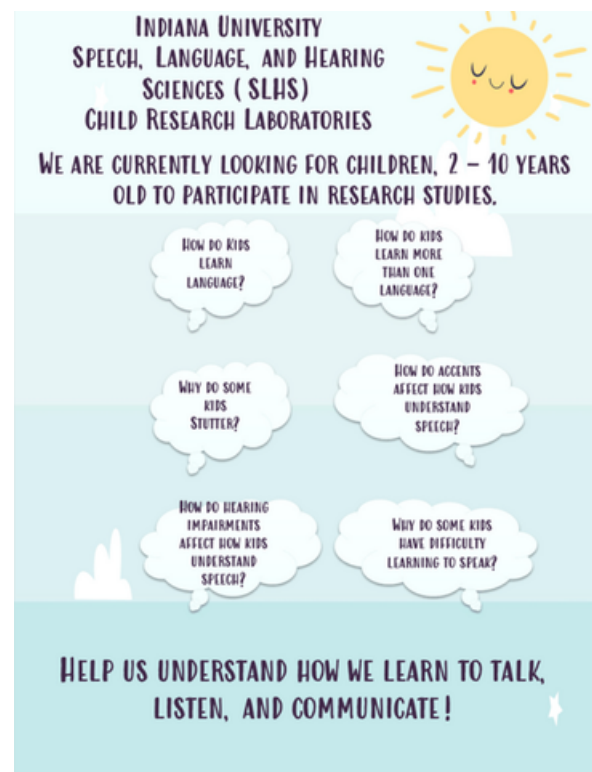 Indiana University
Speech, Language, and Hearing
Sciences ( SLHS)
Child Research Laboratories
We are currently looking for children, 2 – 10 years
old to participate in research studies.
How do Kids
learn
language?
How do kids
learn more
than one
language?
Why do some
kids
Stutter?
How do accents
affect how kids
understand
speech?
How do hearing
impairments
affect how kids
understand
speech?
Why do some kids
have difficulty
learning to speak?
Help us understand how we learn to talk,
listen, and communicate!